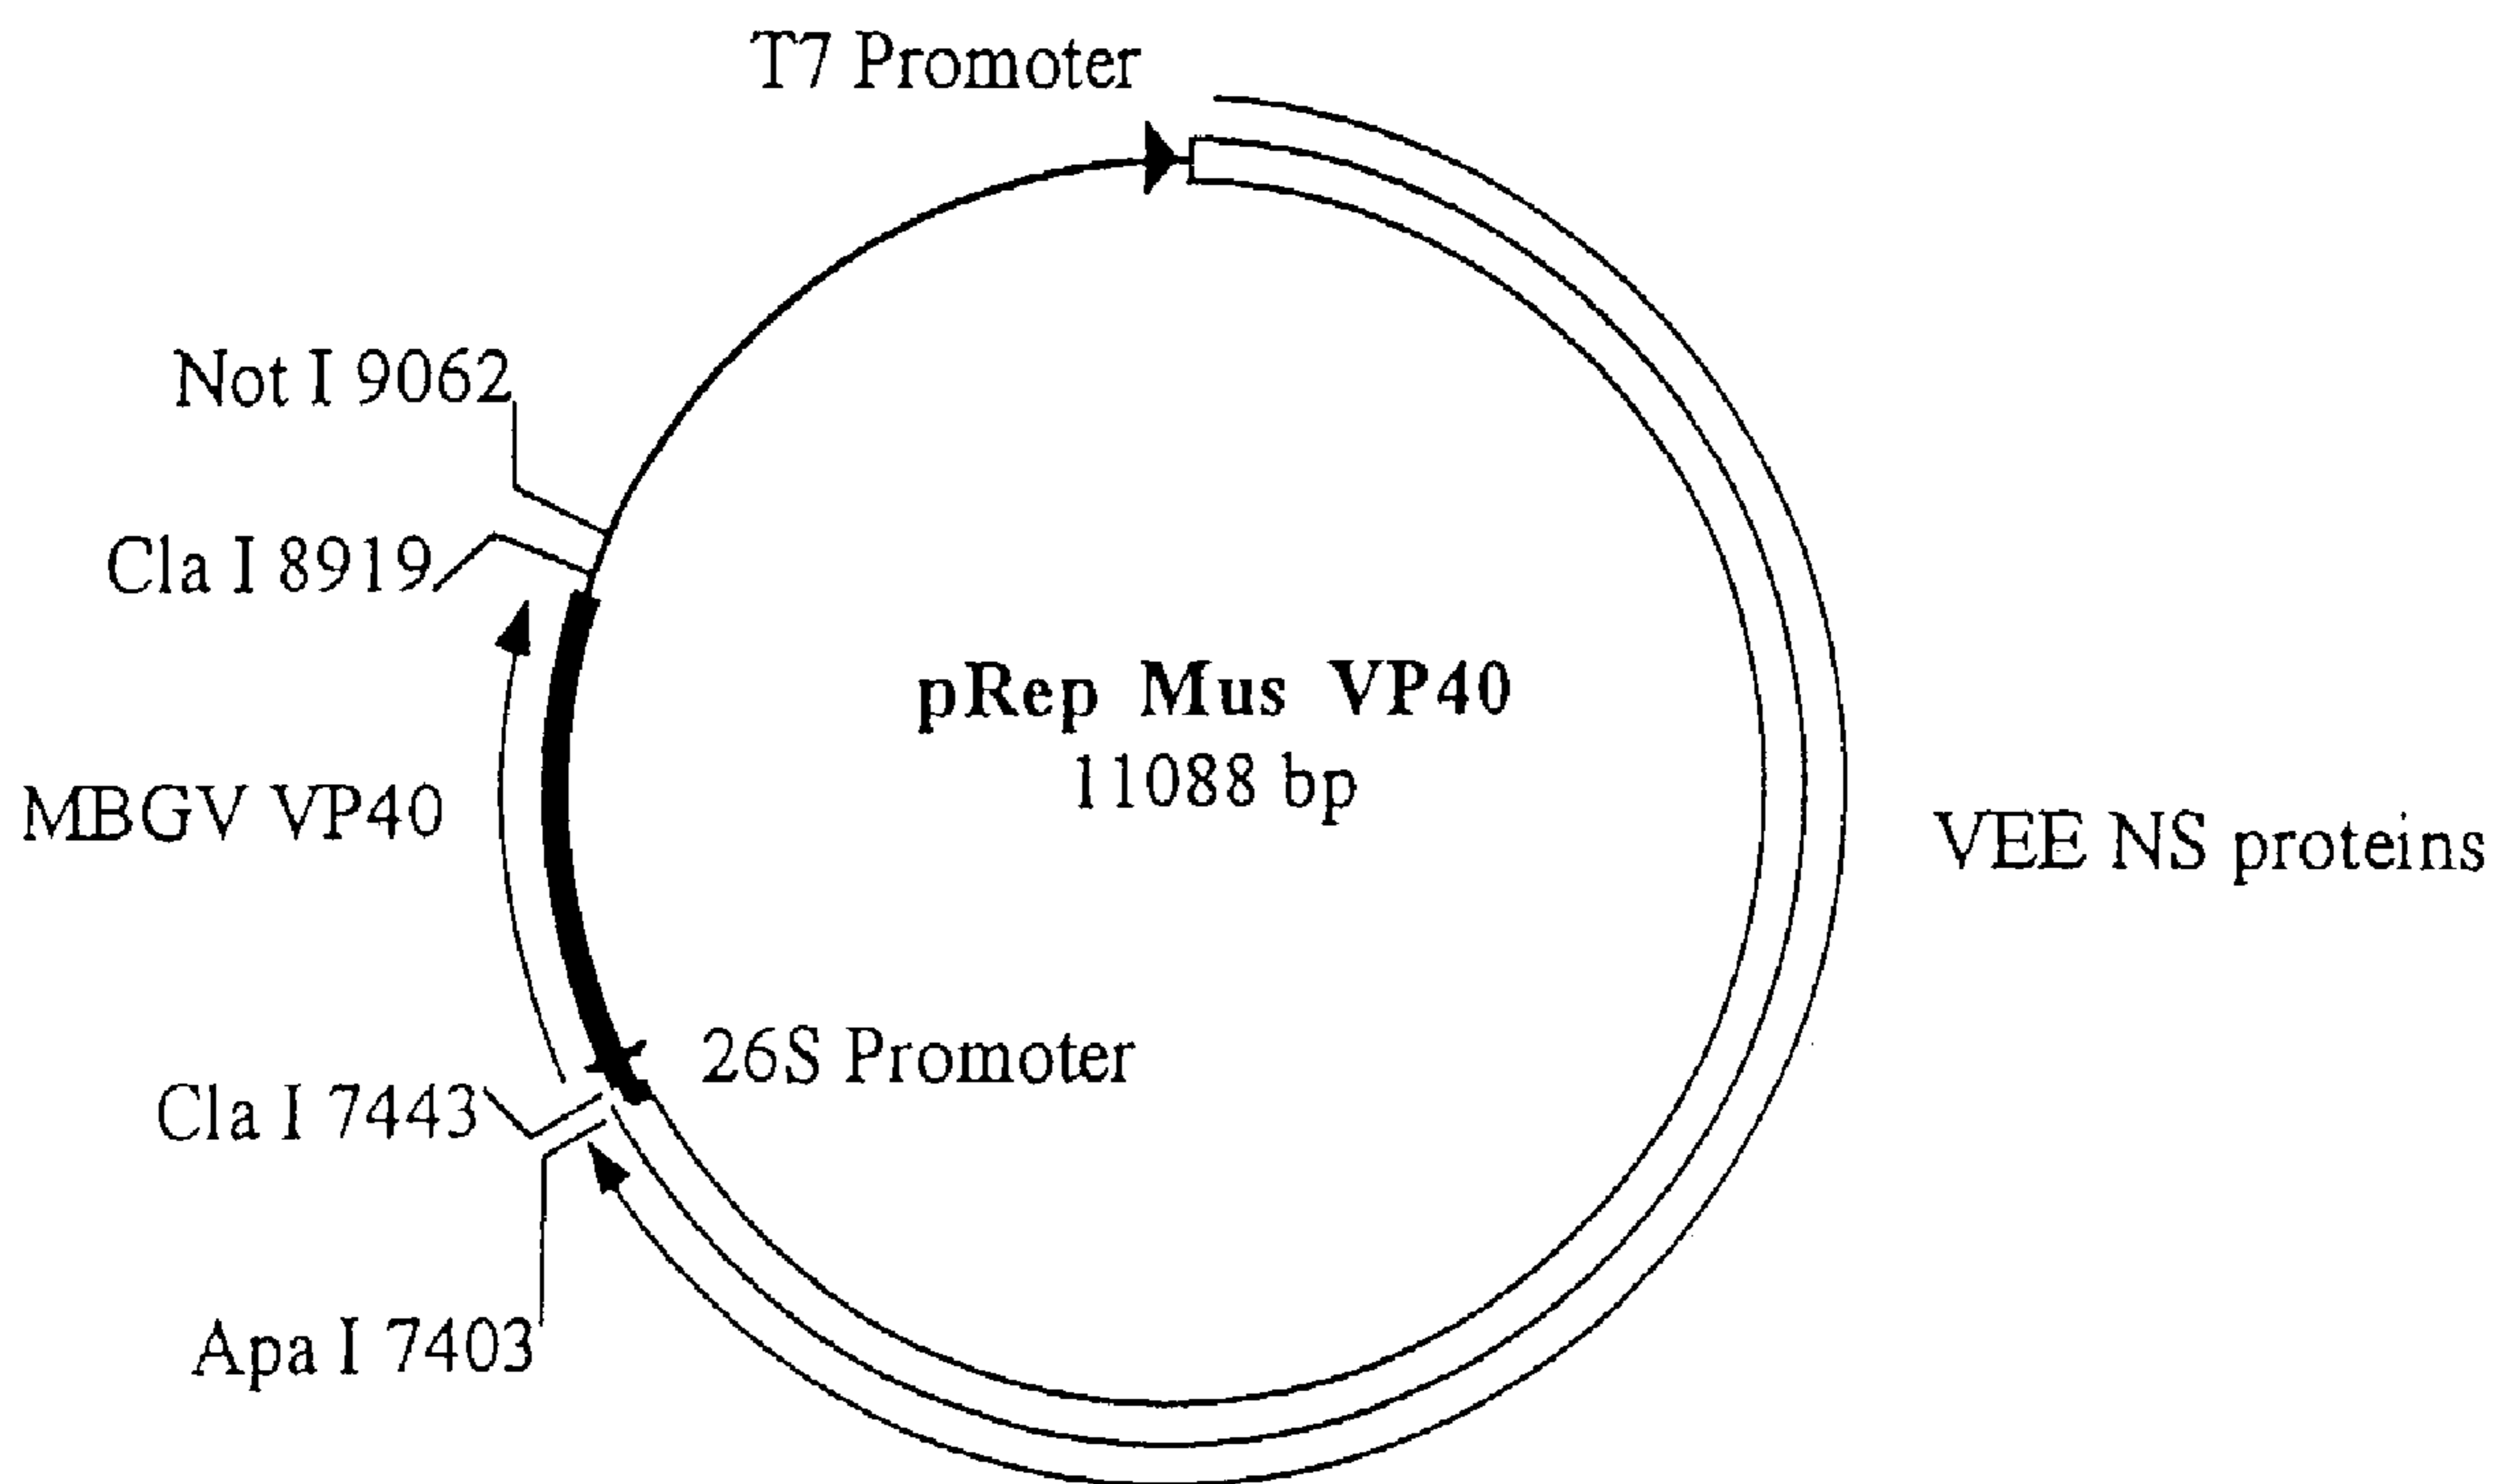 T7 Promoter
Not I 9062
Cla I 8919
pRep Mus VP40
11088 bp
MBGV VP40
VEE NS proteins
26S Promoter
Cla I 7443
Apa I 7403